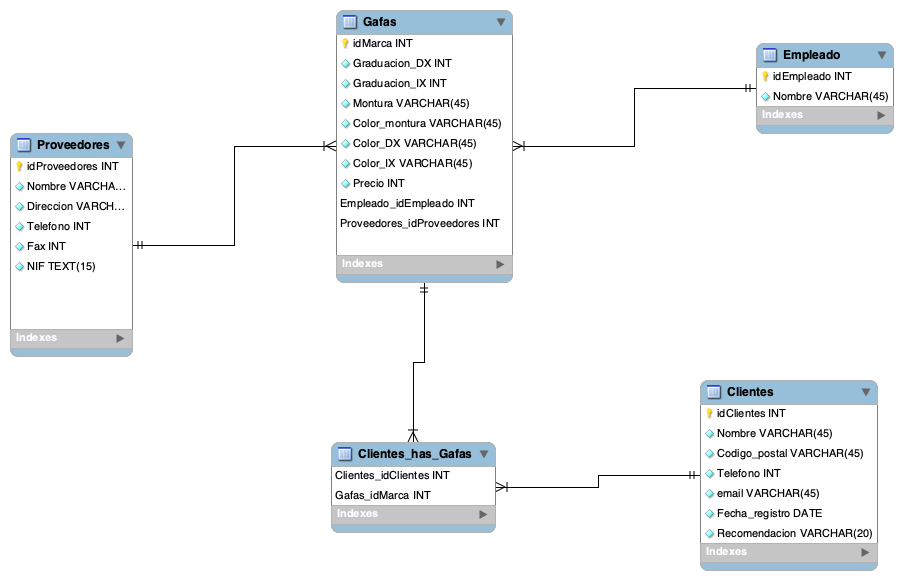 Gafas
idMarca INT
Graduacion_DX INT
Graduacion_IX INT
Montura VARCHAR(45)
Color_montura VARCHAR(45)
Color_DX VARCHAR(45)
Color_IX VARCHAR(45)
Precio INT
Empleado_idEmpleado INT
Proveedores_idProveedores INT
Indexes
Empleado
idEmpleado INT
Nombre VARCHAR(45)
Indexes
Proveedores
idProveedores INT
Nombre VARCHA...
Direccion VARCH...
Telefono INT
Fax INT
NIF TEXT(15)
Indexes
Clientes_has_Gafas
Clientes_idClientes INT
Gafas_idMarca INT
Indexes
Clientes
idClientes INT
Nombre VARCHAR(45)
Codigo_postal VARCHAR(45)
Telefono INT
email VARCHAR(45)
Fecha_registro DATE
Recomendacion VARCHAR(20)
Indexes